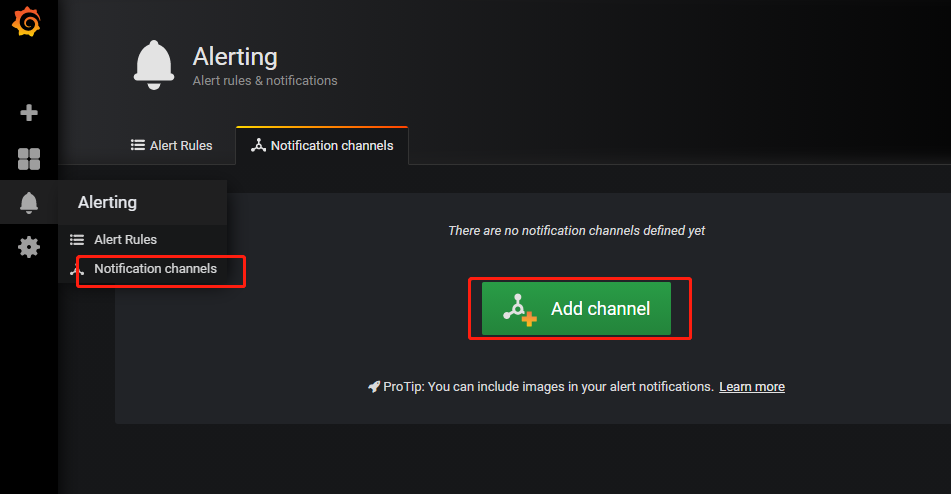 Alerting
Alert rules & notifications
Alert Rules
Notification channels
Alerting
Alert Rules
Notification channels
There are no notification channels defined yet
Add channel
ProTip: You can include images in your alert notifications. Learn more